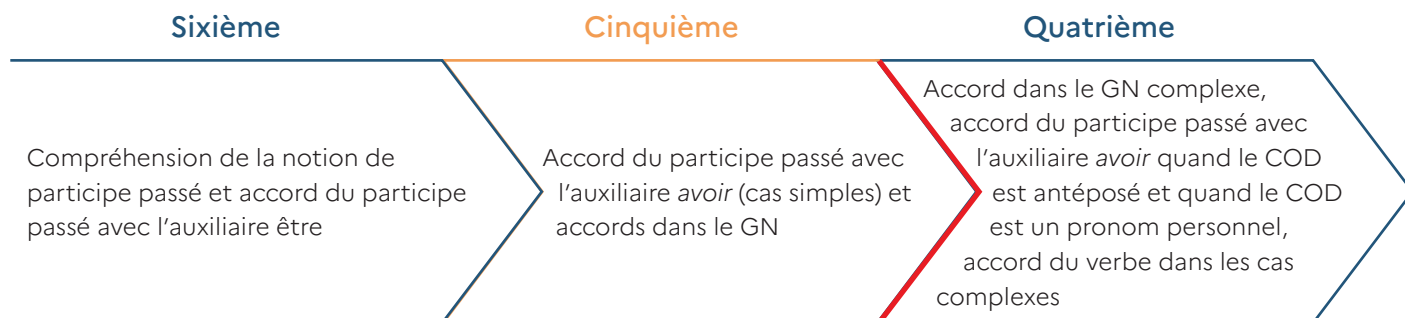 Sixième
Cinquième
Quatrième
Compréhension de la notion de
participe passé et accord du participe
passé avec l’auxiliaire être
Accord du participe passé avec
l’auxiliaire avoir (cas simples) et
accords dans le GN
Accord dans le GN complexe,
accord du participe passé avec
l’auxiliaire avoir quand le COD
est antéposé et quand le COD
est un pronom personnel,
accord du verbe dans les cas
complexes